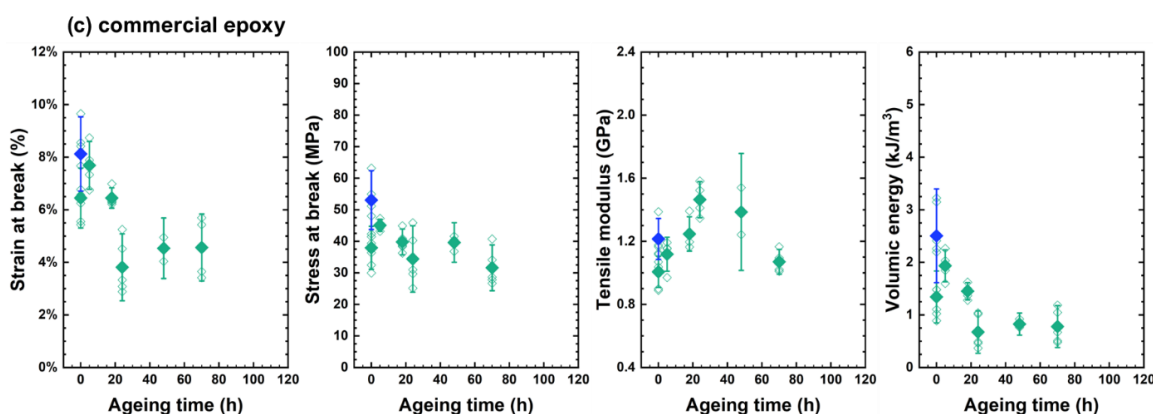 (c) commercial epoxy
Strain at break (%)
12%
10%
8%
6%
4%
2%
0%
0 20 40 60 80 100 120
Ageing time (h)
Stress at break (MPa)
100
90
80
70
60
50
40
30
20
10
0
0 20 40 60 80 100 120
Ageing time (h)
Tensile modulus (GPa)
2.4
2.0
1.6
1.2
0.8
0.4
0 20 40 60 80 100 120
Ageing time (h)
Volumic energy (kJ/m³)
6
5
4
3
2
1
0
0 20 40 60 80 100 120
Ageing time (h)